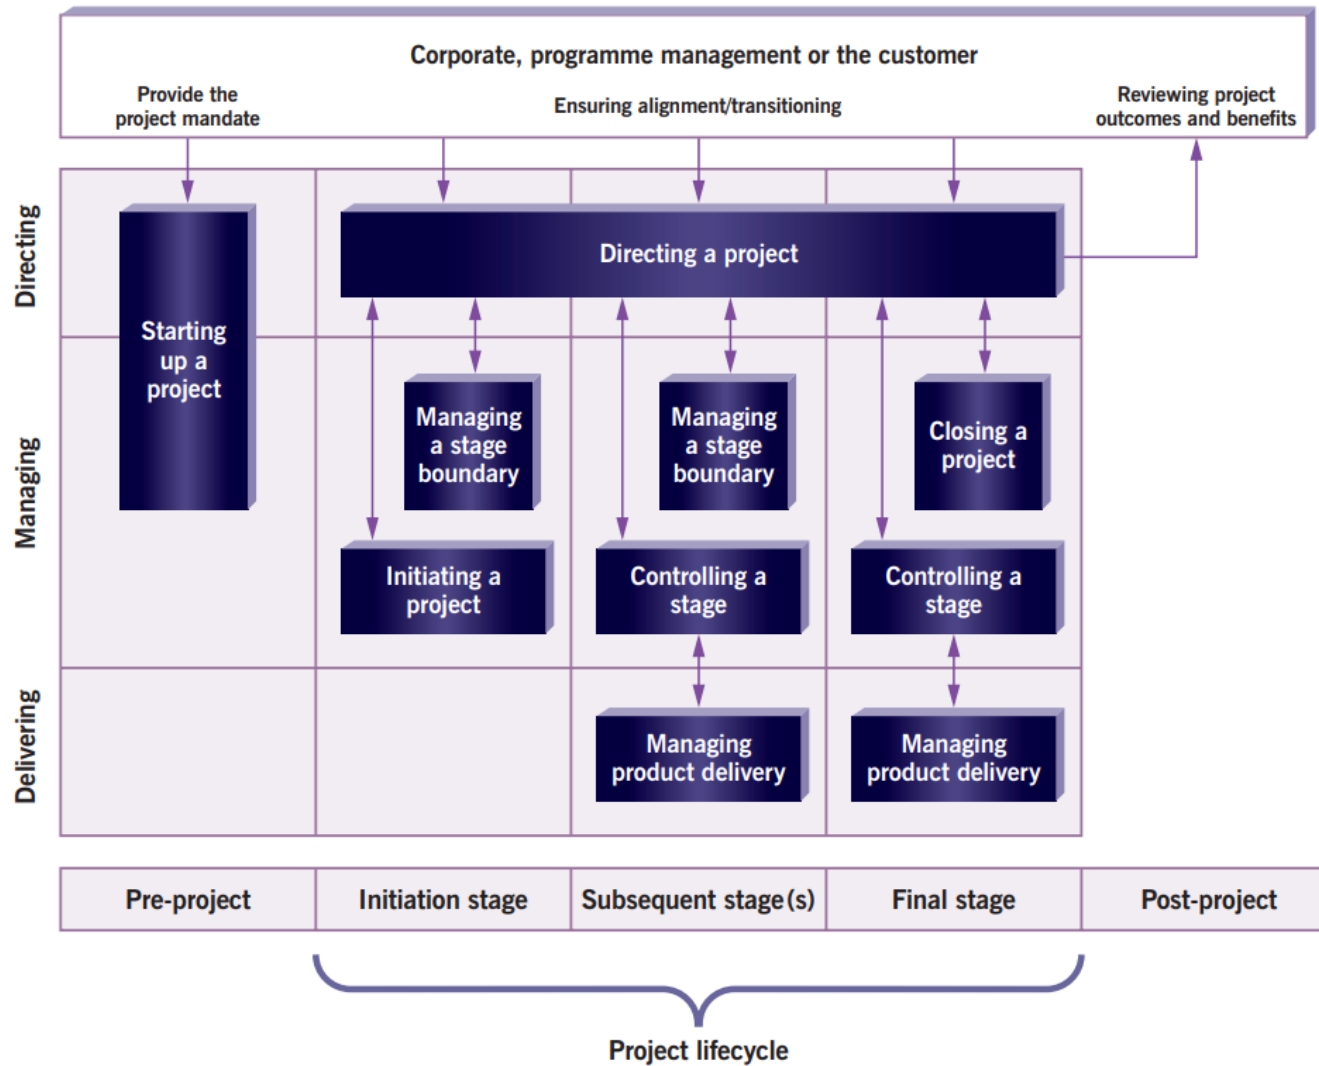 Corporate, programme management or the customer
Provide the
project mandate
Ensuring alignment/transitioning
Reviewing project
outcomes and benefits
Directing
Managing
Delivering
Directing a project
Starting
up a
project
Managing
a stage
boundary
Managing
a stage
boundary
Closing a
project
Initiating a
project
Controlling a
stage
Controlling a
stage
Managing
product delivery
Managing
product delivery
Pre-project
Initiation stage
Subsequent stage(s)
Final stage
Post-project
Project lifecycle